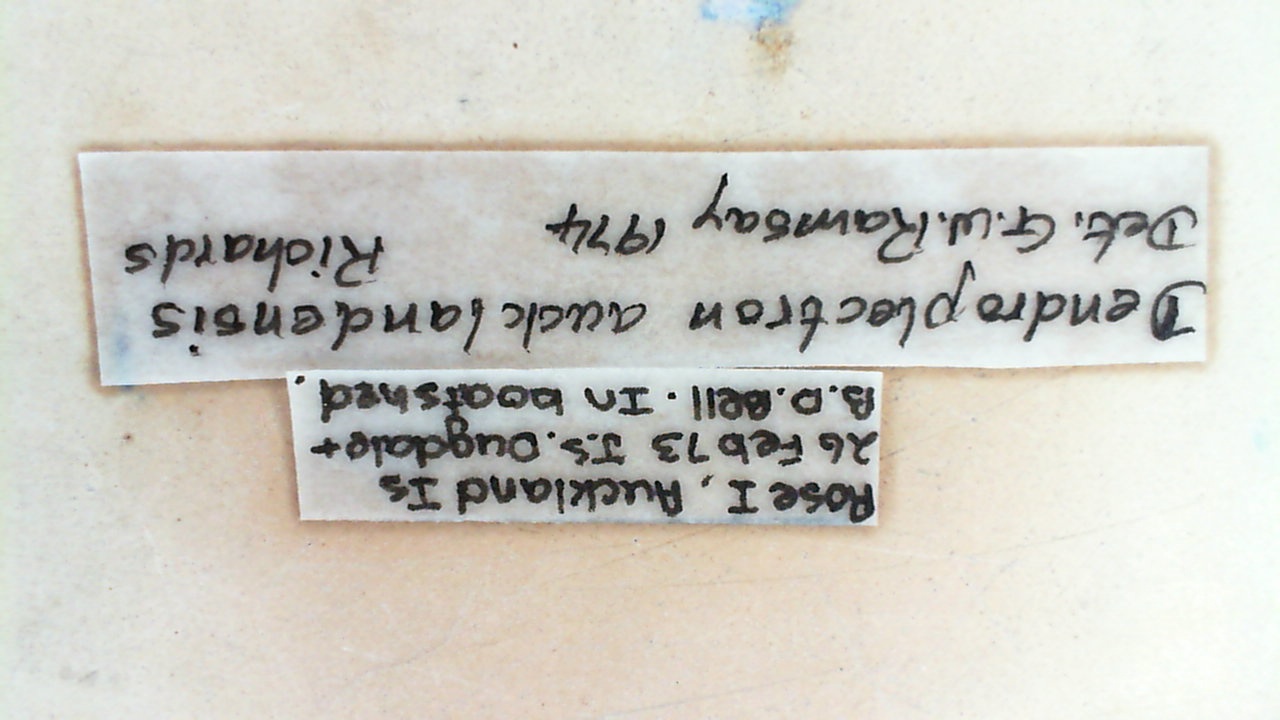 Rose I, Auckland Is
26 Feb 73 J.S. Dugdale +
B.D. Bell. In boatshed.
Dendroplectron aucklandensis
Richards
Det. G.W. Ramsay 1974